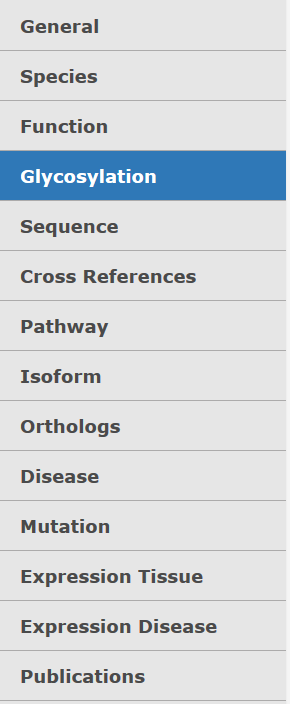 General
Species
Function
Glycosylation
Sequence
Cross References
Pathway
Isoform
Orthologs
Disease
Mutation
Expression Tissue
Expression Disease
Publications